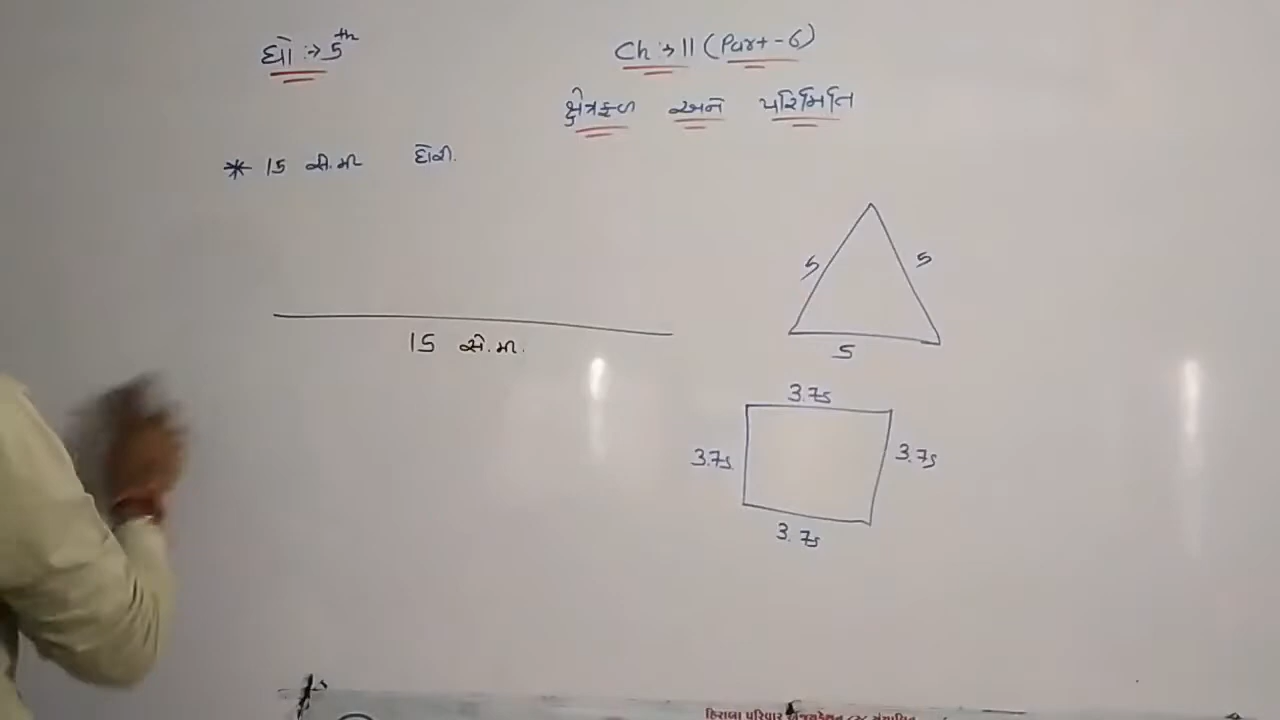 ધો :→ 5th
Ch :→ 11 (Part-6)
ક્ષેત્રફળ અને પરિમિતિ
* 15 સે.મી દોરી.
15 સે.મી.
5
5
5
3.75
3.75
3.75
3.75
હિરાબા પરિવાર